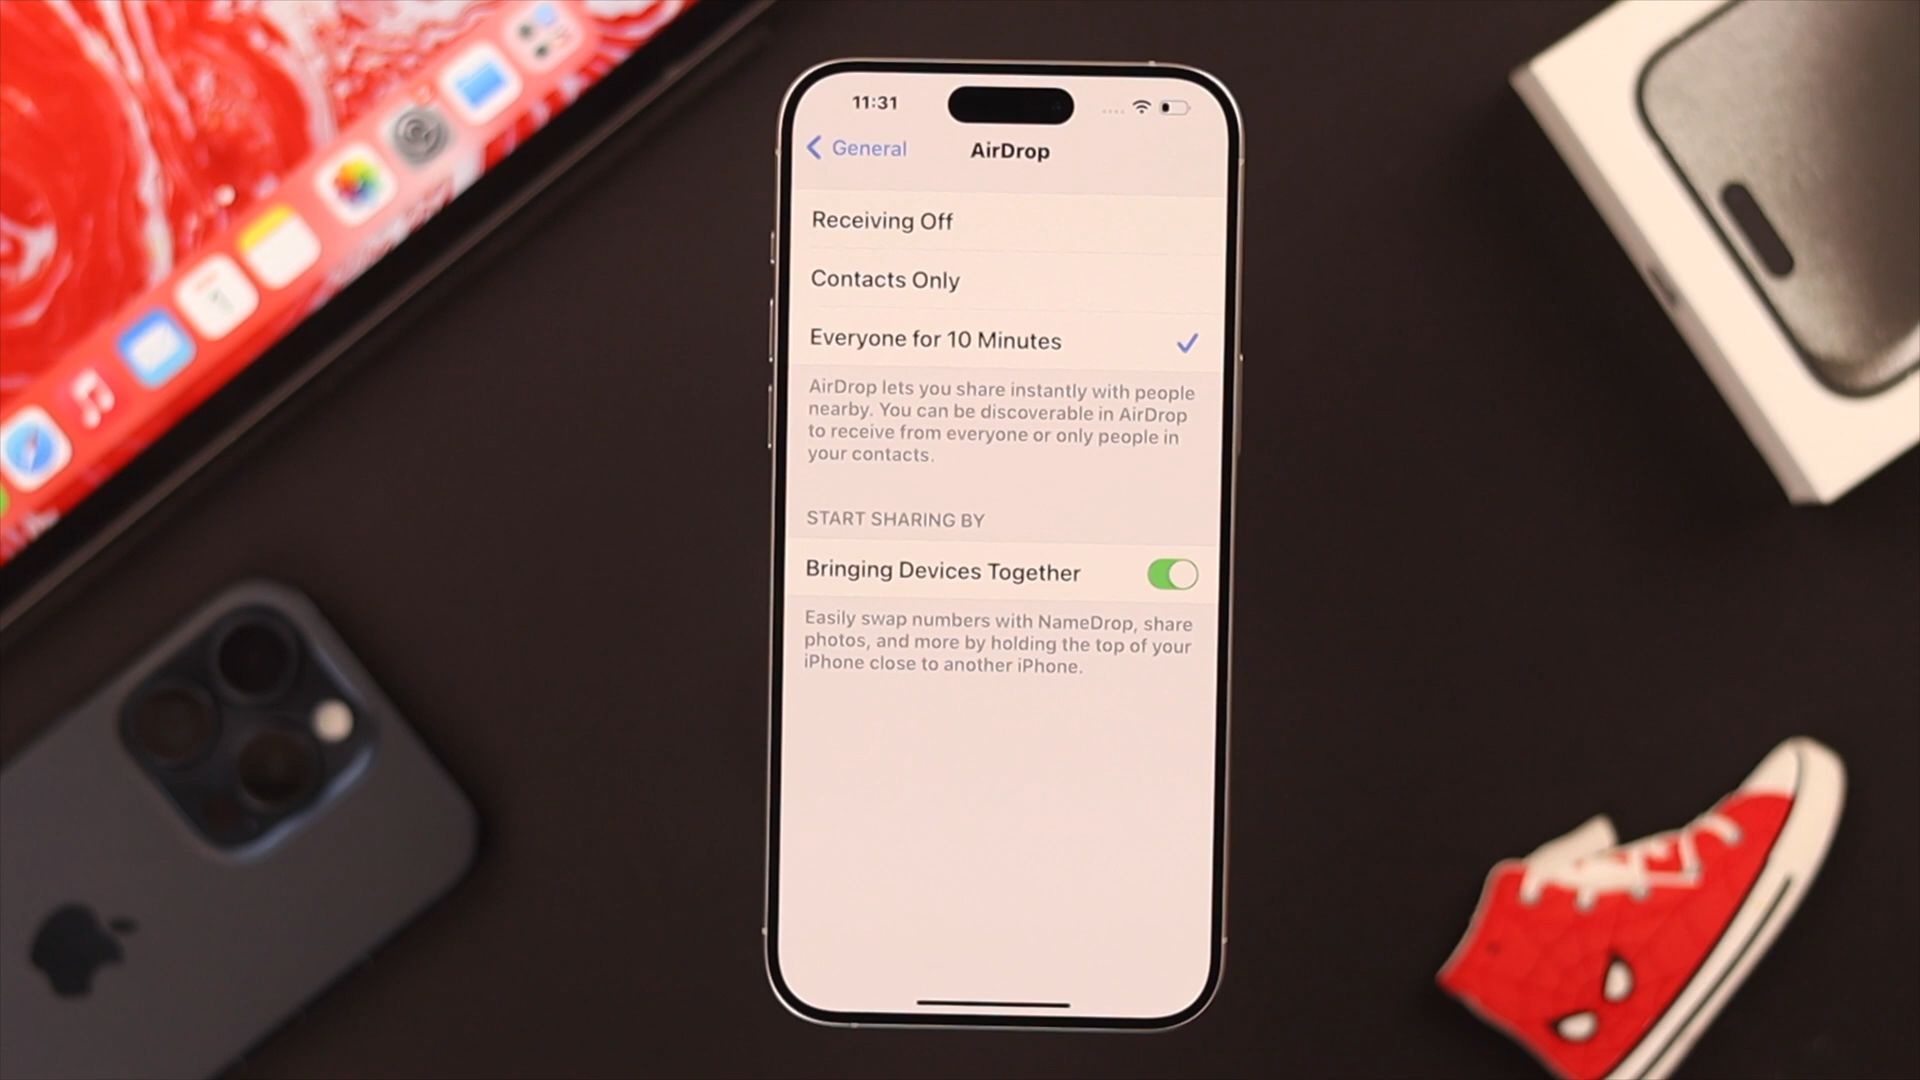 11:31
General
AirDrop
Receiving Off
Contacts Only
Everyone for 10 Minutes
AirDrop lets you share instantly with people
nearby. You can be discoverable in AirDrop
to receive from everyone or only people in
your contacts.
START SHARING BY
Bringing Devices Together
Easily swap numbers with NameDrop, share
photos, and more by holding the top of your
iPhone close to another iPhone.